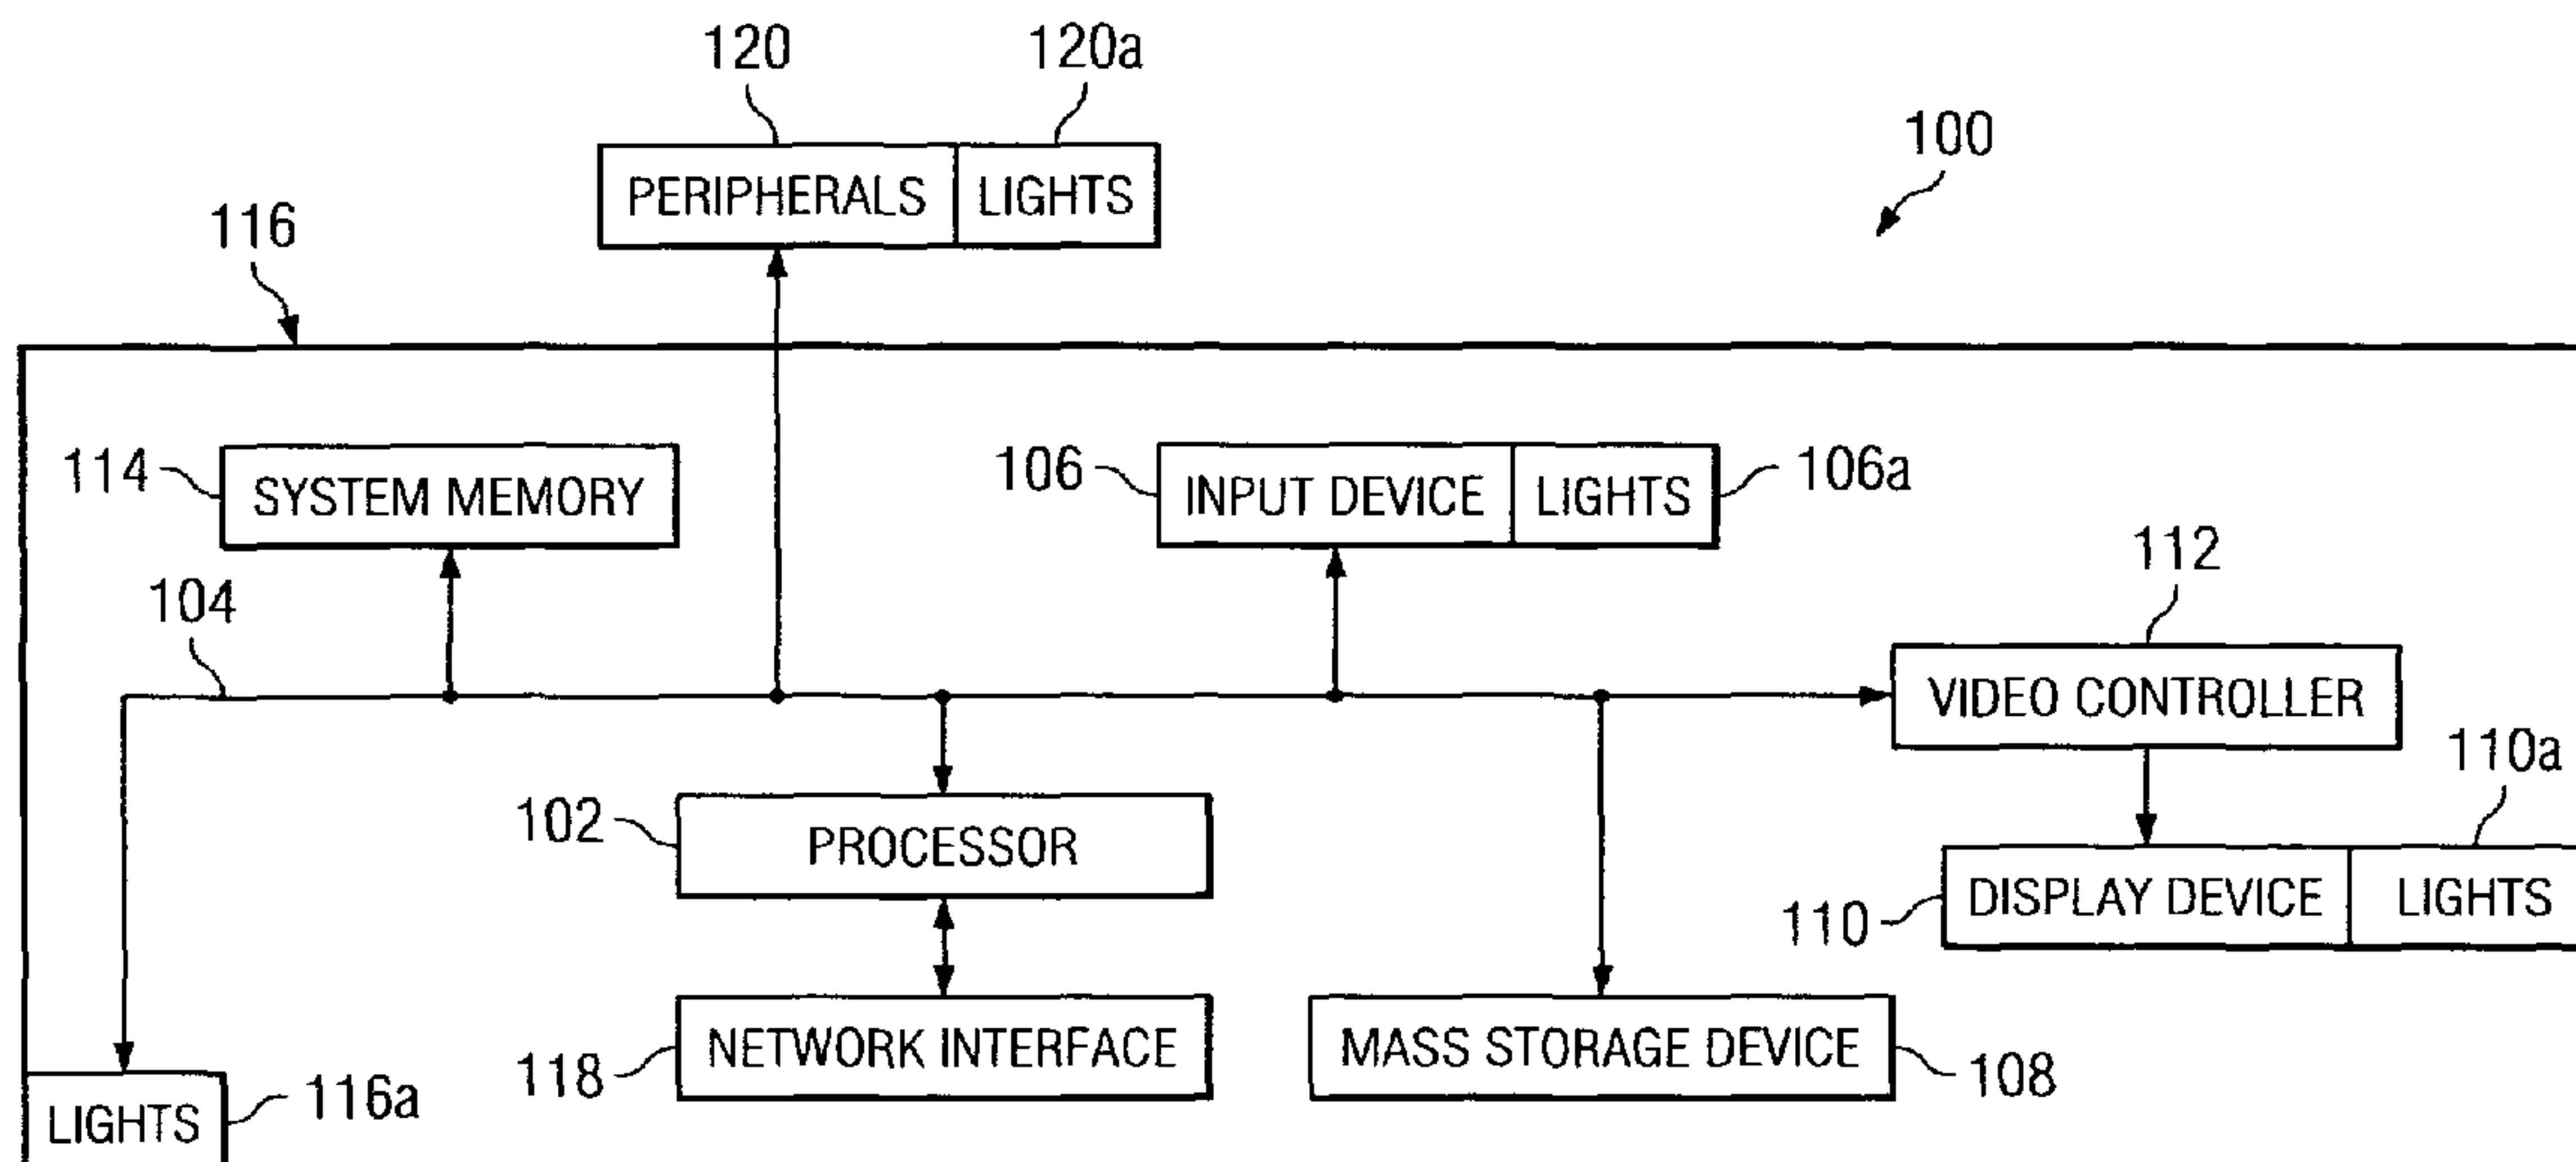 120
120a
100
PERIPHERALS
LIGHTS
116
114
SYSTEM MEMORY
106
INPUT DEVICE
LIGHTS
106a
112
104
VIDEO CONTROLLER
110a
102
PROCESSOR
110
DISPLAY DEVICE
LIGHTS
118
NETWORK INTERFACE
MASS STORAGE DEVICE
108
LIGHTS
116a